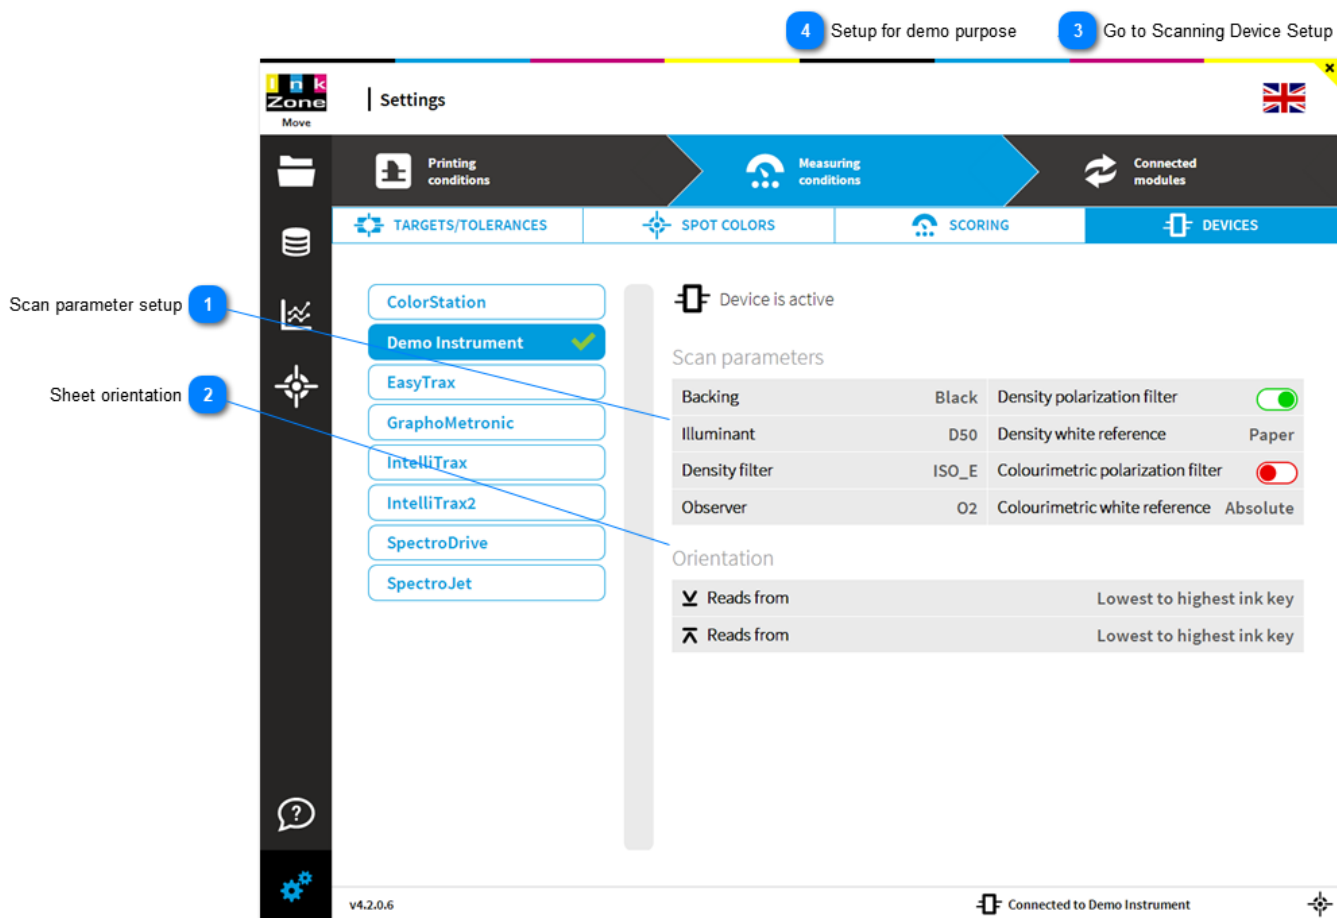 4 Setup for demo purpose 3 Go to Scanning Device Setup
x
Ink
Zone
Move
Settings
Printing
conditions
Measuring
conditions
Connected
modules
TARGETS/TOLERANCES SPOT COLORS SCORING DEVICES
Scan parameter setup 1
Sheet orientation 2
ColorStation
Demo Instrument
EasyTrax
GraphoMetronic
IntelliTrax
IntelliTrax2
SpectroDrive
SpectroJet
Device is active
Scan parameters
Backing Black Density polarization filter
Illuminant D50 Density white reference Paper
Density filter ISO_E Colourimetric polarization filter
Observer O2 Colourimetric white reference Absolute
Orientation
Reads from Lowest to highest ink key
Reads from Lowest to highest ink key
?
v4.2.0.6 Connected to Demo Instrument